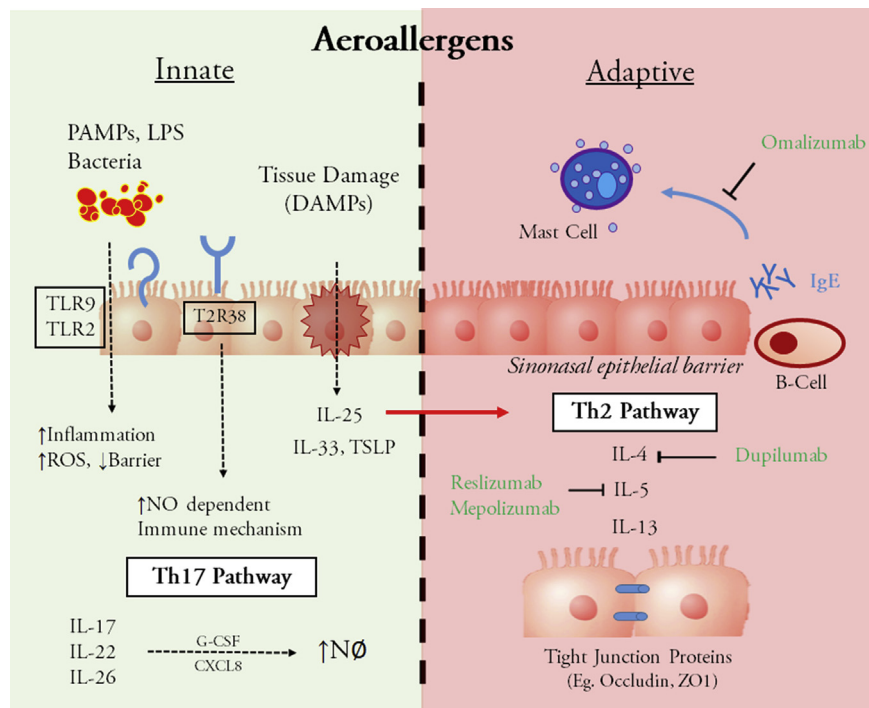 Aeroallergens
Innate
PAMPs, LPS
Bacteria
Tissue Damage
(DAMPs)
TLR9
TLR2
T2R38
↑Inflammation
↑ROS, ↓Barrier
IL-25
IL-33, TSLP
↑NO dependent
Immune mechanism
Th17 Pathway
IL-17
IL-22
IL-26
G-CSF
CXCL8
↑NØ
Adaptive
Omalizumab
Mast Cell
IgE
B-Cell
Sinonasal epithelial barrier
Th2 Pathway
IL-4
Dupilumab
Reslizumab
Mepolizumab
IL-5
IL-13
Tight Junction Proteins
(Eg. Occludin, ZO1)